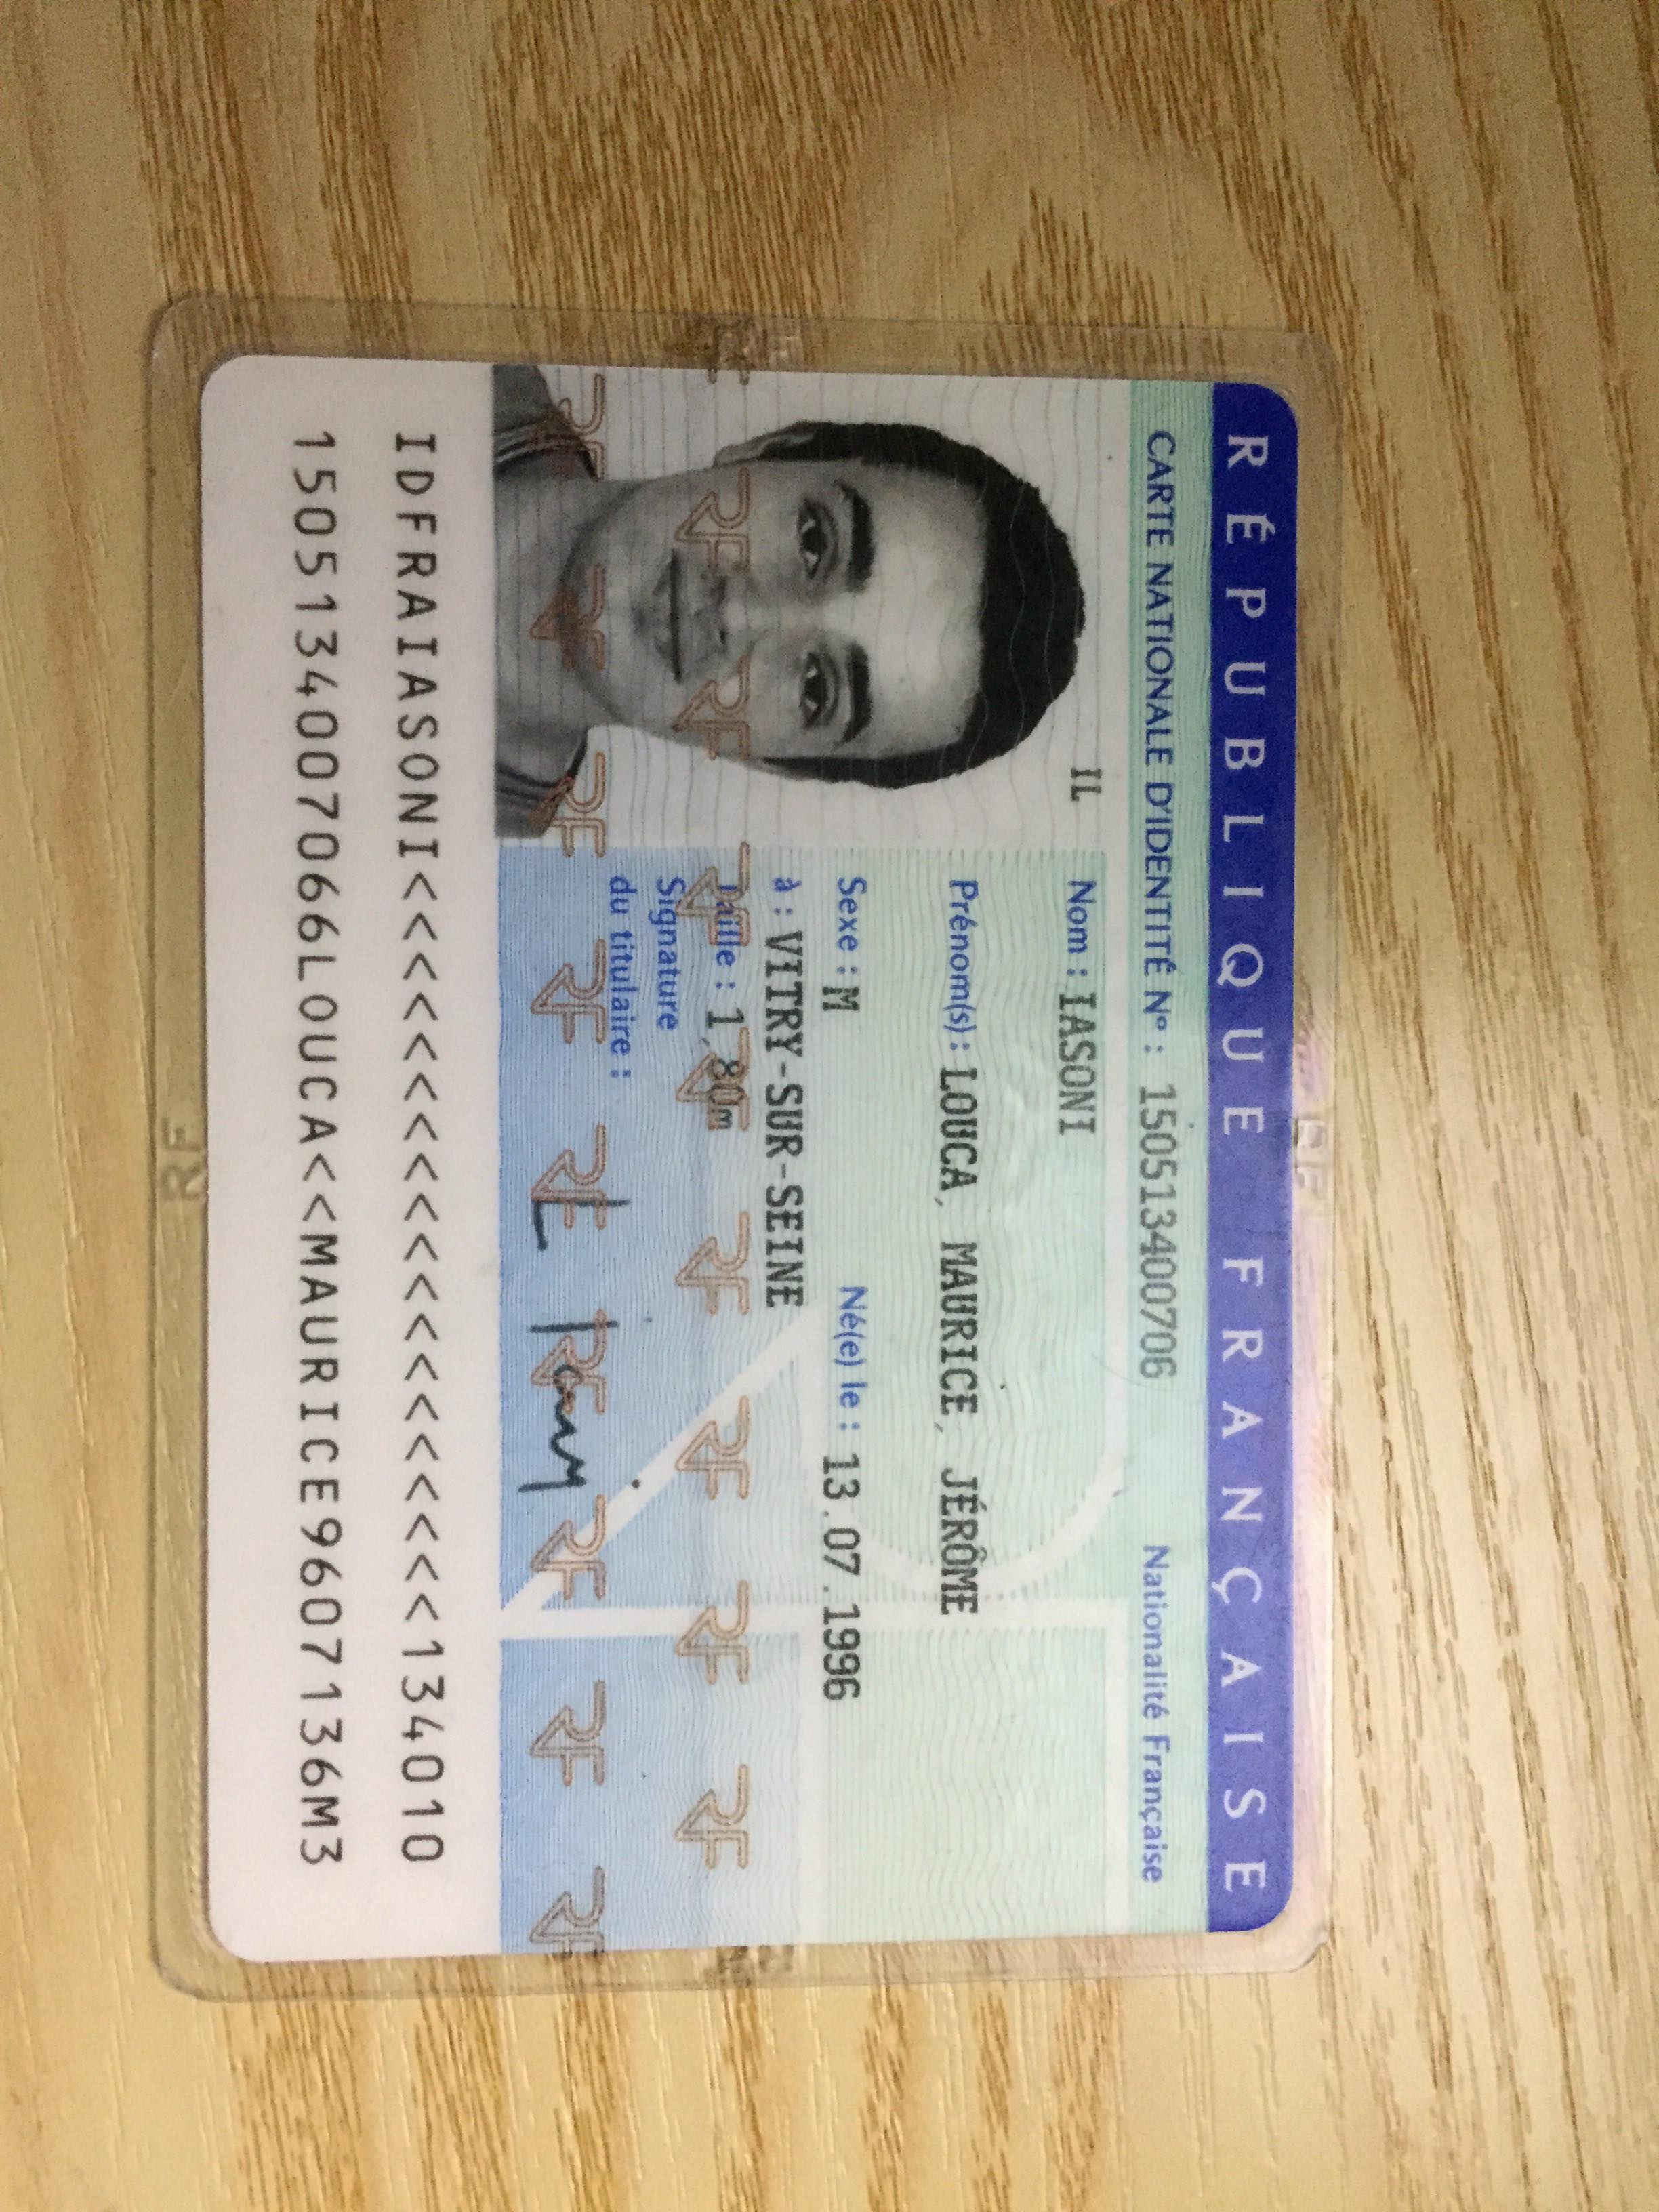 RÉPUBLIQUE FRANÇAISE
CARTE NATIONALE D'IDENTITÉ Nº : 150513400706 Nationalité Française
IL
Nom : IASONI
Prénom(s) : LOUCA, MAURICE, JÉRÔME
Sexe : M Né(e) le : 13.07.1996
à : VITRY-SUR-SEINE
Taille : 1,80m
Signature
du titulaire :
IDFRAIASONI<<<<<<<<<<<<<<<<<<<134010
1505134007066LOUCA<<MAURICE9607136M3